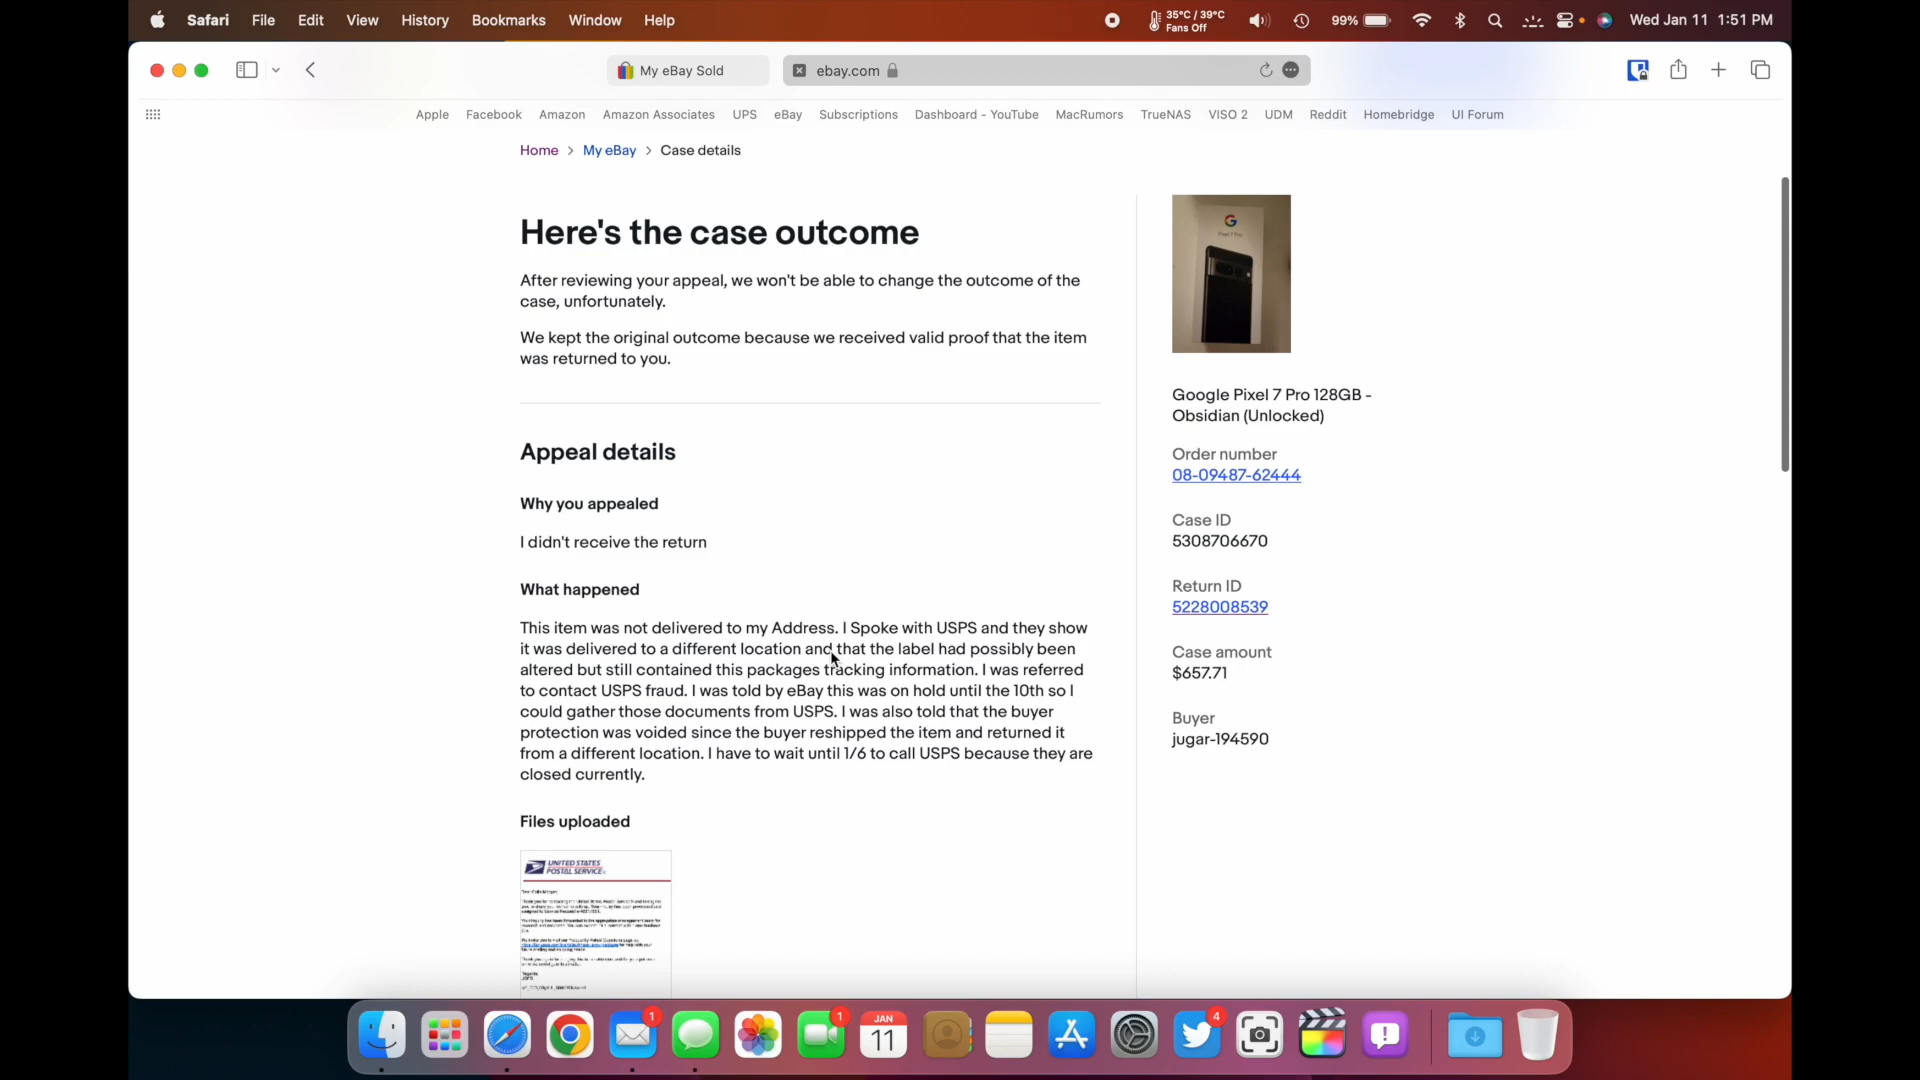 Safari File Edit View History Bookmarks Window Help 35°C / 39°C Fans Off 99% Wed Jan 11 1:51 PM
My eBay Sold ebay.com
Apple Facebook Amazon Amazon Associates UPS eBay Subscriptions Dashboard - YouTube MacRumors TrueNAS VISO 2 UDM Reddit Homebridge UI Forum
Home > My eBay > Case details
Here's the case outcome
After reviewing your appeal, we won't be able to change the outcome of the
case, unfortunately.
We kept the original outcome because we received valid proof that the item
was returned to you.
Appeal details
Why you appealed
I didn't receive the return
What happened
This item was not delivered to my Address. I Spoke with USPS and they show
it was delivered to a different location and that the label had possibly been
altered but still contained this packages tracking information. I was referred
to contact USPS fraud. I was told by eBay this was on hold until the 10th so I
could gather those documents from USPS. I was also told that the buyer
protection was voided since the buyer reshipped the item and returned it
from a different location. I have to wait until 1/6 to call USPS because they are
closed currently.
Files uploaded
UNITED STATES
POSTAL SERVICE
G
Pixel 7 Pro
Google Pixel 7 Pro 128GB -
Obsidian (Unlocked)
Order number
08-09487-62444
Case ID
5308706670
Return ID
5228008539
Case amount
$657.71
Buyer
jugar-194590
1 1 JAN 4
11